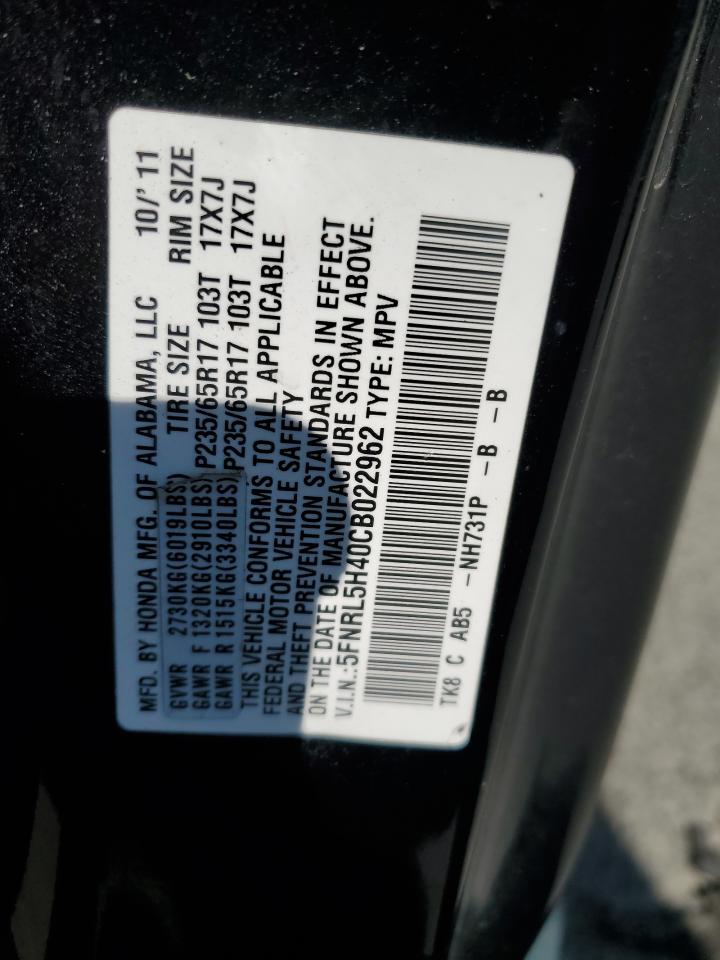 MFD. BY HONDA MFG. OF ALABAMA, LLC 10/' 11
GVWR 2730KG(6019LBS) TIRE SIZE RIM SIZE
GAWR F 1320KG(2910LBS) P235/65R17 103T 17X7J
GAWR R 1515KG(3340LBS) P235/65R17 103T 17X7J
THIS VEHICLE CONFORMS TO ALL APPLICABLE
FEDERAL MOTOR VEHICLE SAFETY
AND THEFT PREVENTION STANDARDS IN EFFECT
ON THE DATE OF MANUFACTURE SHOWN ABOVE.
V.I.N.:5FNRL5H40CB022962 TYPE: MPV
TK8 C AB5 -NH731P -B -B